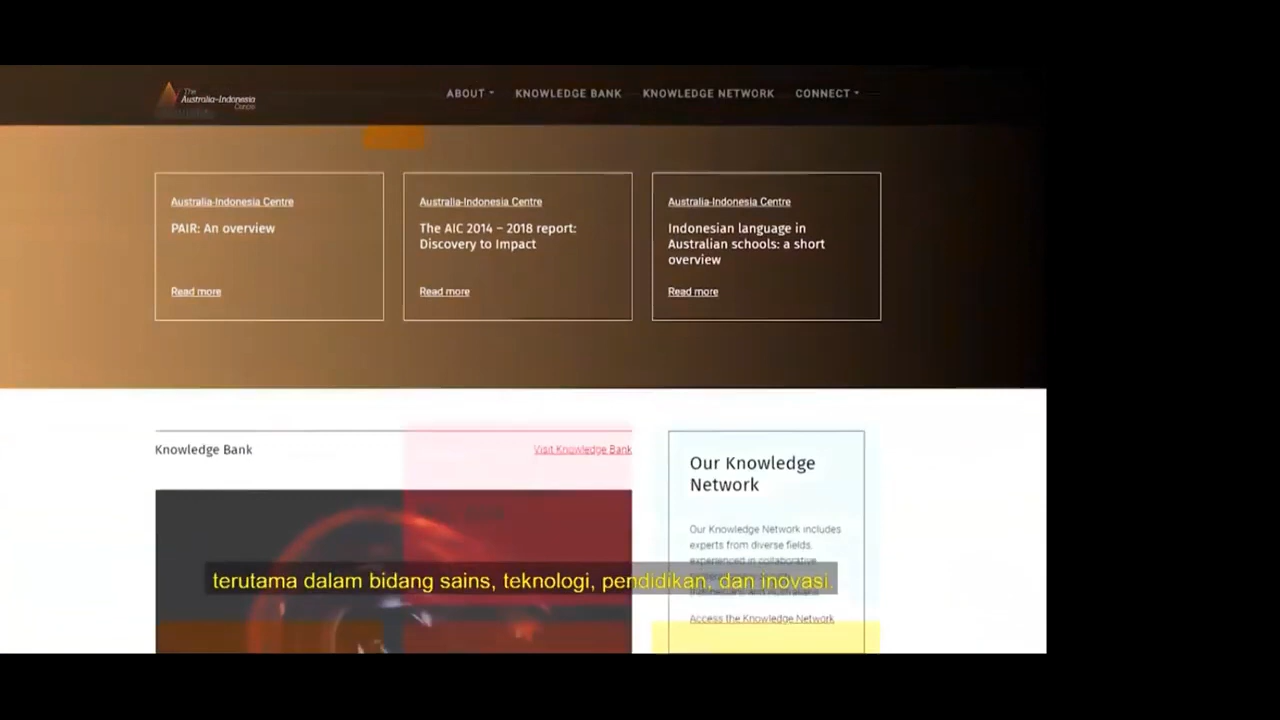 The
Australia-Indonesia
Centre
ABOUT
KNOWLEDGE BANK
KNOWLEDGE NETWORK
CONNECT
Australia-Indonesia Centre
PAIR: An overview
Read more
Australia-Indonesia Centre
The AIC 2014 – 2018 report:
Discovery to Impact
Read more
Australia-Indonesia Centre
Indonesian language in
Australian schools: a short
overview
Read more
Knowledge Bank
Visit Knowledge Bank
Our Knowledge
Network
Our Knowledge Network includes
experts from diverse fields,
experienced in collaborative
Access the Knowledge Network
terutama dalam bidang sains, teknologi, pendidikan, dan inovasi.